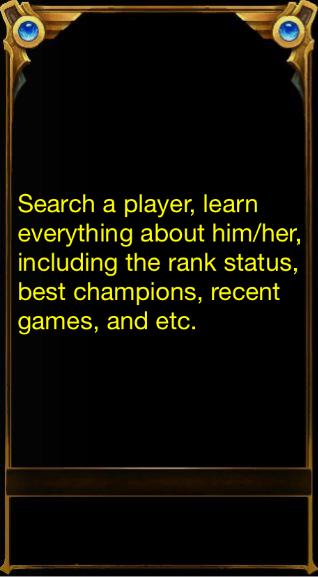 Search a player, learn
everything about him/her,
including the rank status,
best champions, recent
games, and etc.